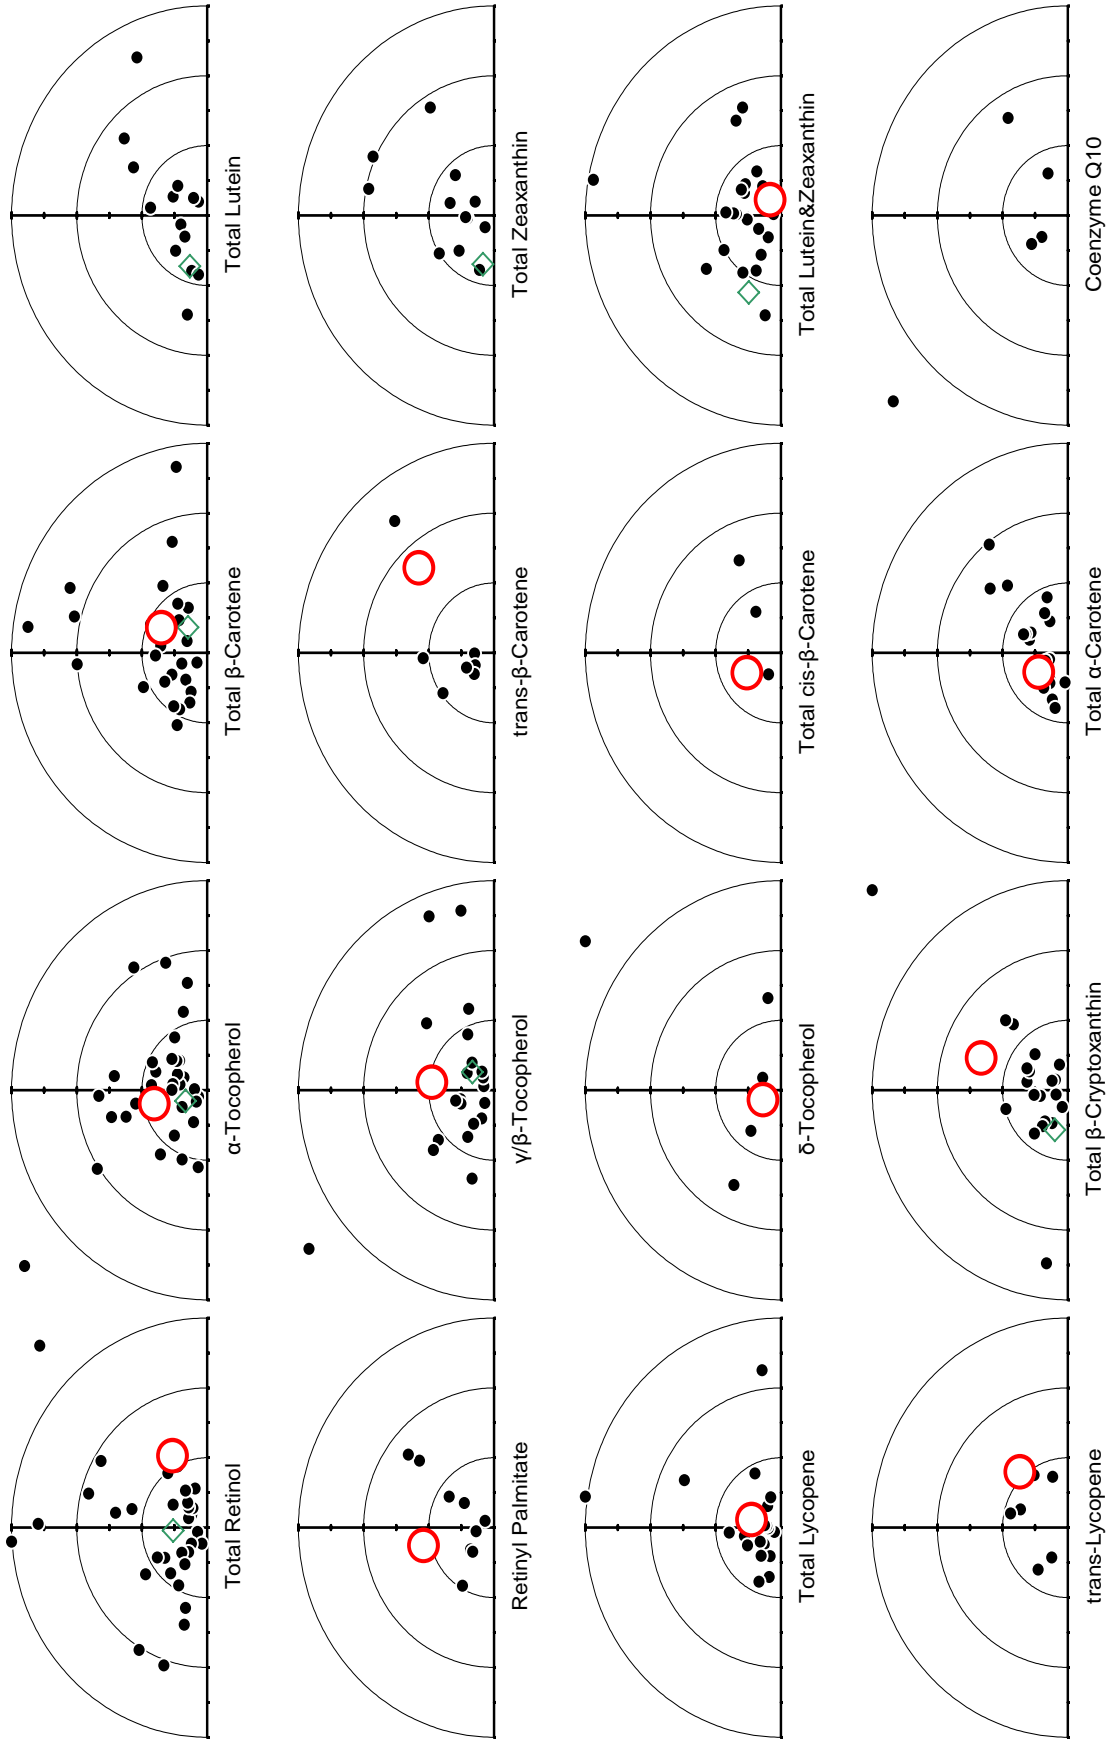 Total Retinol
α-Tocopherol
Total β-Carotene
Total Lutein
Retinyl Palmitate
γ/β-Tocopherol
trans-β-Carotene
Total Zeaxanthin
Total Lycopene
δ-Tocopherol
Total cis-β-Carotene
Total Lutein&Zeaxanthin
trans-Lycopene
Total β-Cryptoxanthin
Total α-Carotene
Coenzyme Q10